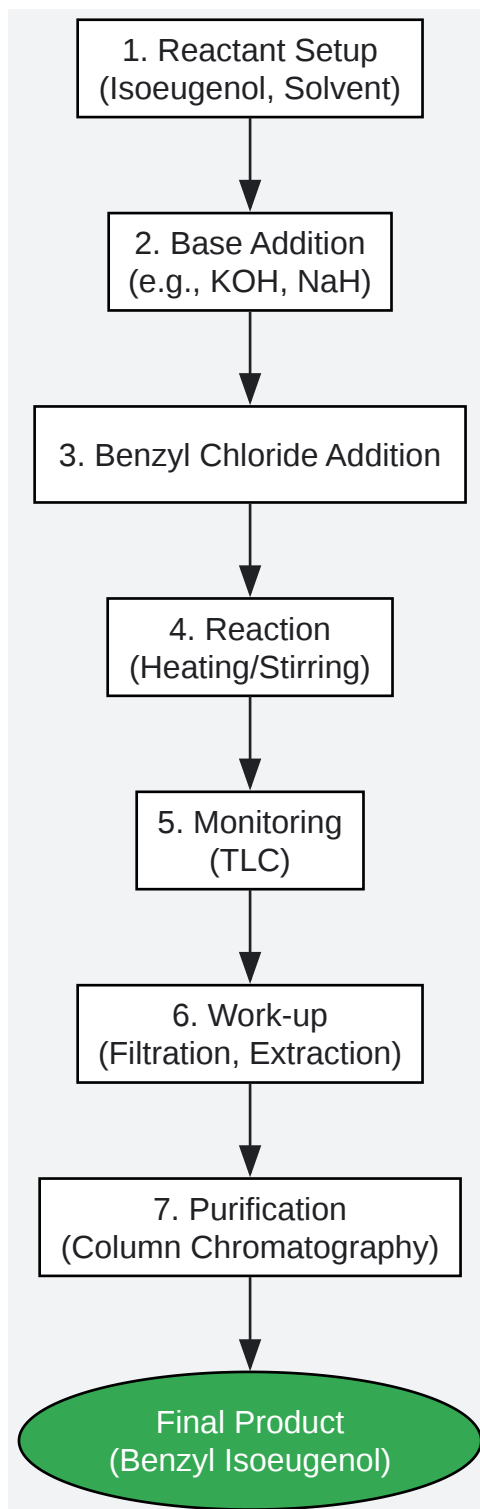 1. Reactant Setup
(Isoeugenol, Solvent)
2. Base Addition
(e.g., KOH, NaH)
3. Benzyl Chloride Addition
4. Reaction
(Heating/Stirring)
5. Monitoring
(TLC)
6. Work-up
(Filtration, Extraction)
7. Purification
(Column Chromatography)
Final Product
(Benzyl Isoeugenol)